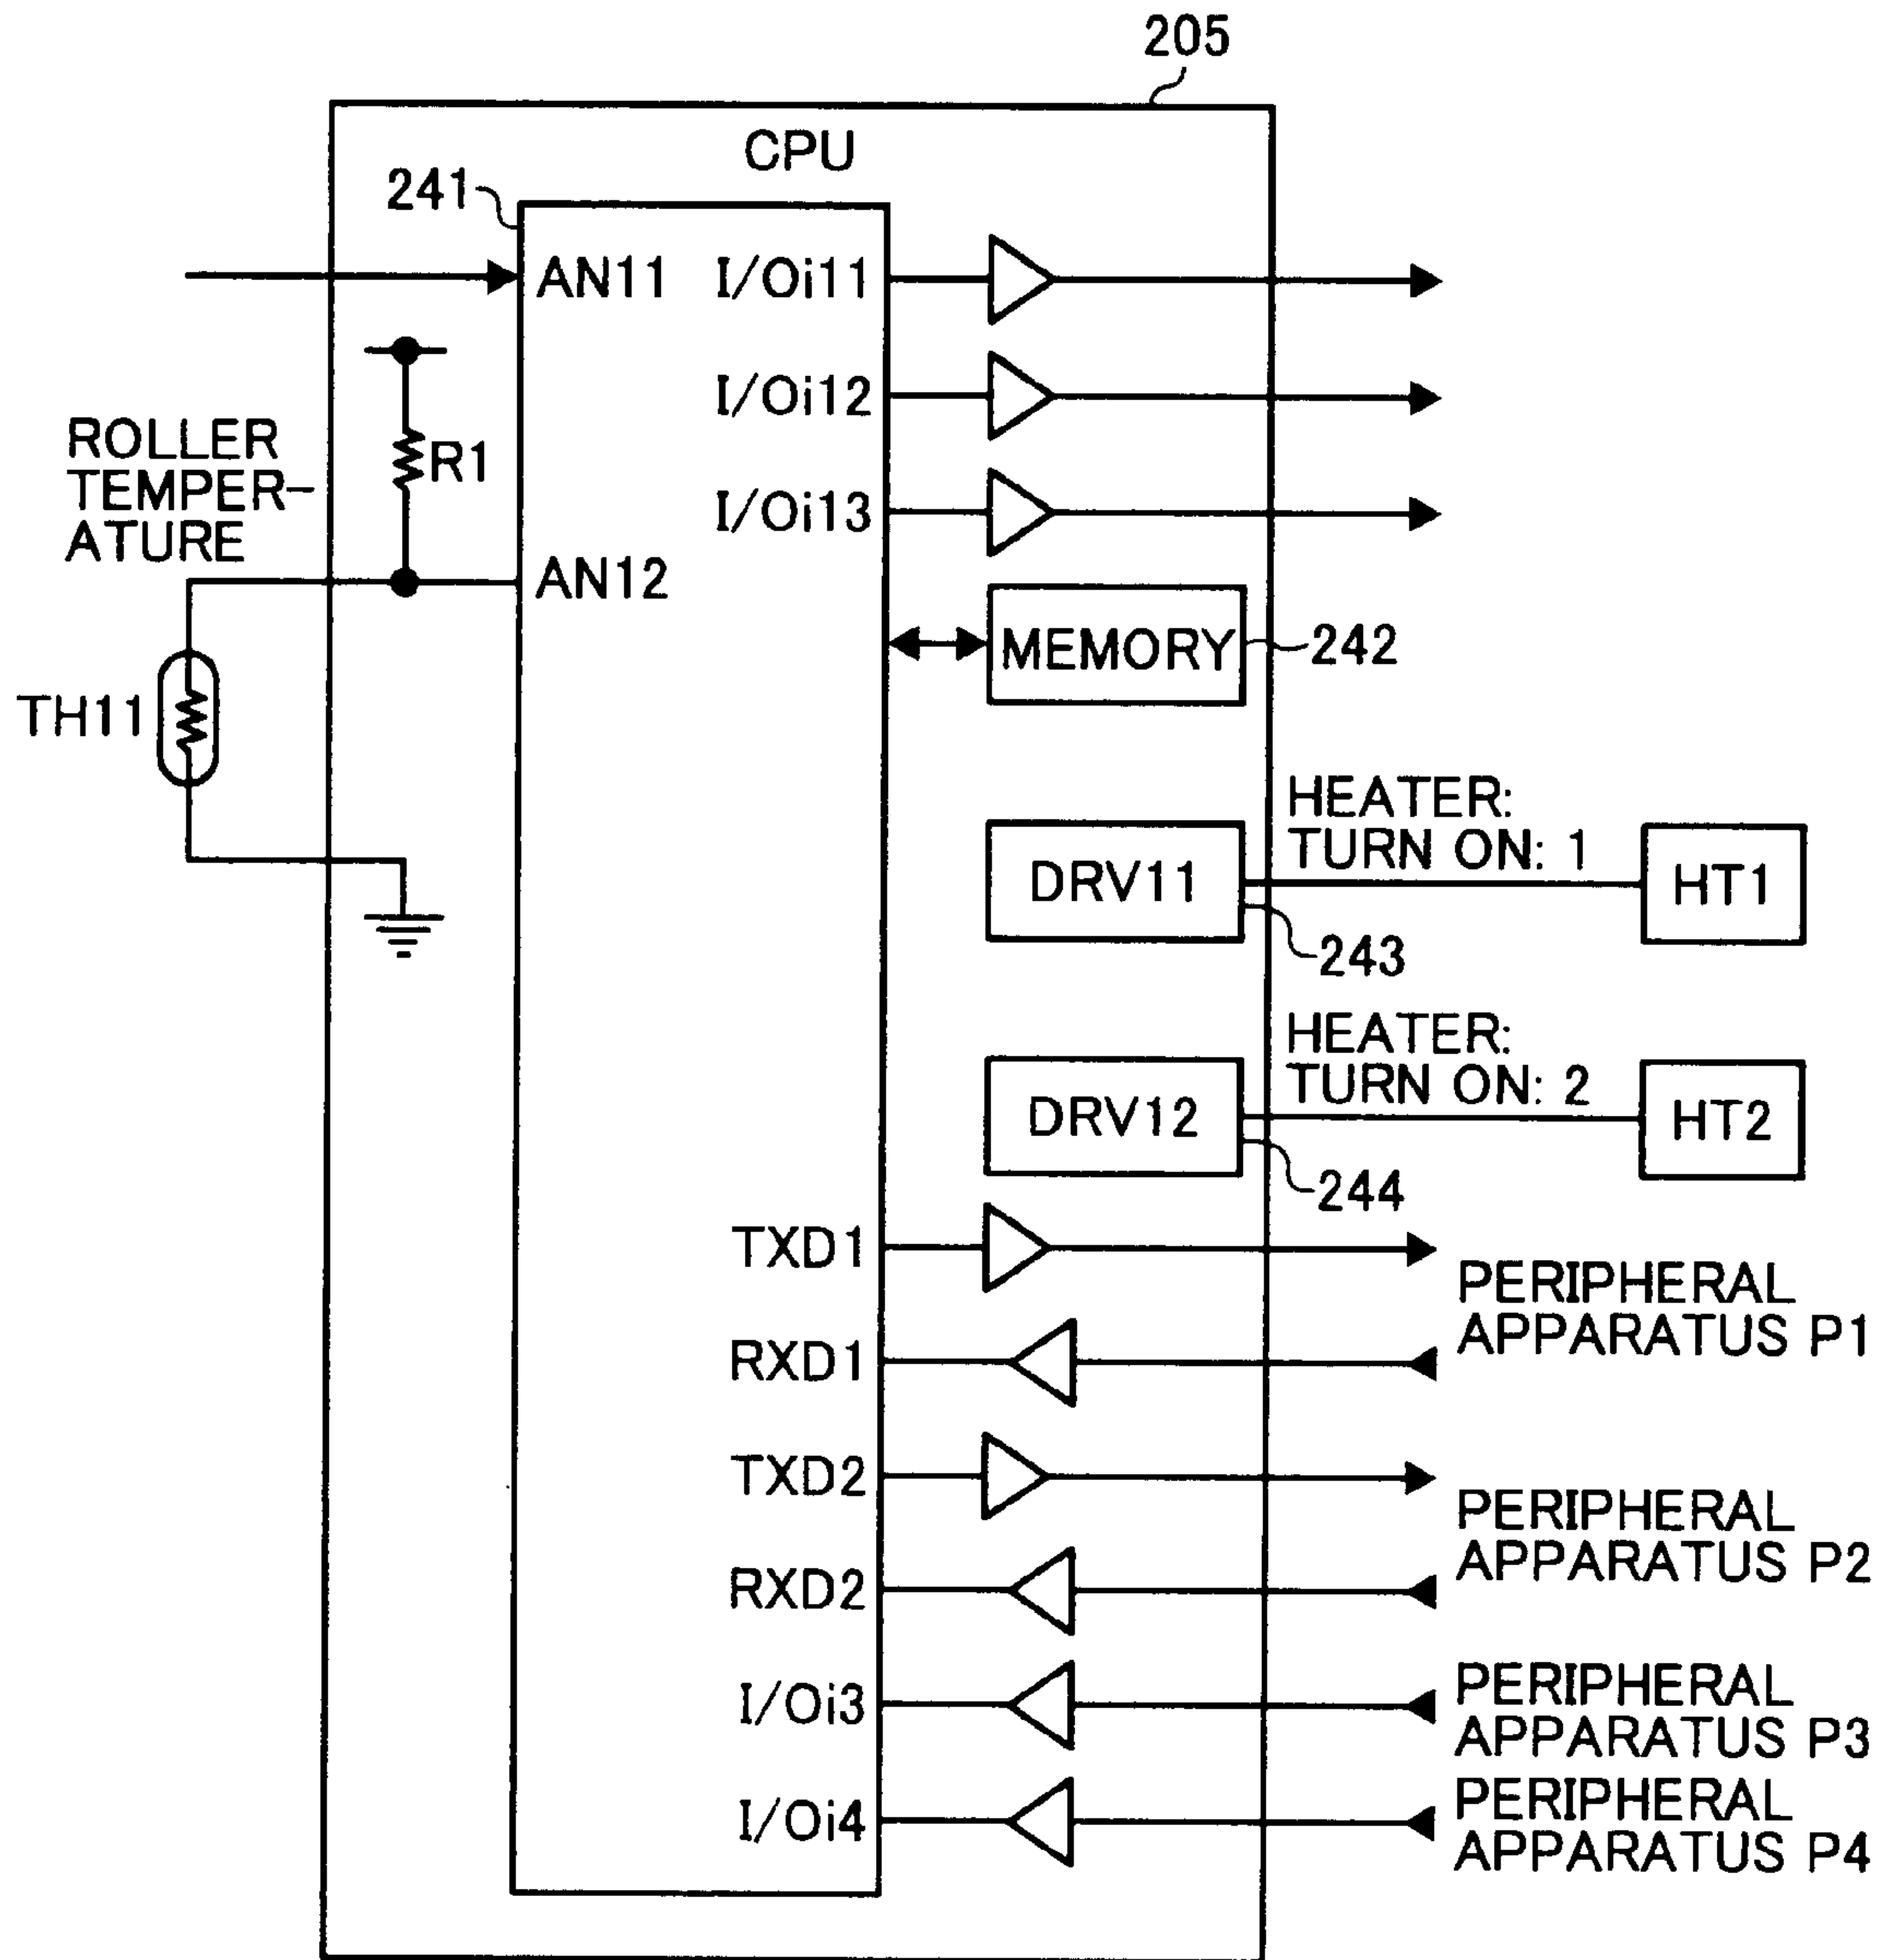 205
CPU
241
AN11
I/Oi11
I/Oi12
ROLLER
TEMPER-
ATURE
R1
I/Oi13
AN12
MEMORY
242
TH11
HEATER:
TURN ON: 1
DRV11
HT1
243
HEATER:
TURN ON: 2
DRV12
HT2
244
TXD1
PERIPHERAL
APPARATUS P1
RXD1
TXD2
PERIPHERAL
APPARATUS P2
RXD2
I/Oi3
PERIPHERAL
APPARATUS P3
I/Oi4
PERIPHERAL
APPARATUS P4